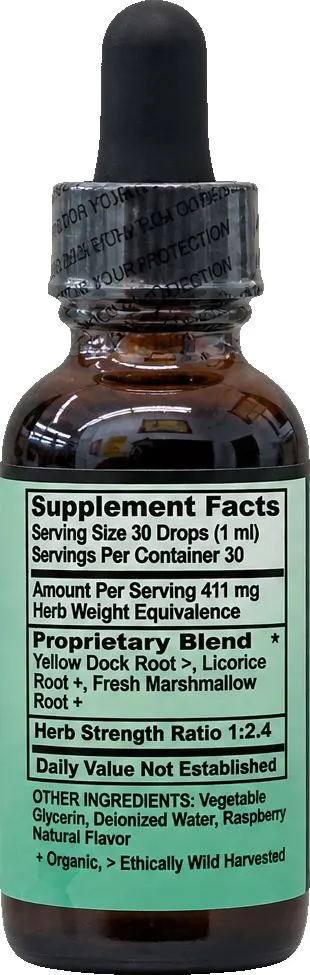 YOUR PROTECTION
Supplement Facts
Serving Size 30 Drops (1 ml)
Servings Per Container 30
Amount Per Serving 411 mg
Herb Weight Equivalence
Proprietary Blend *
Yellow Dock Root >, Licorice
Root +, Fresh Marshmallow
Root +
Herb Strength Ratio 1:2.4
Daily Value Not Established
OTHER INGREDIENTS: Vegetable
Glycerin, Deionized Water, Raspberry
Natural Flavor
+ Organic, > Ethically Wild Harvested